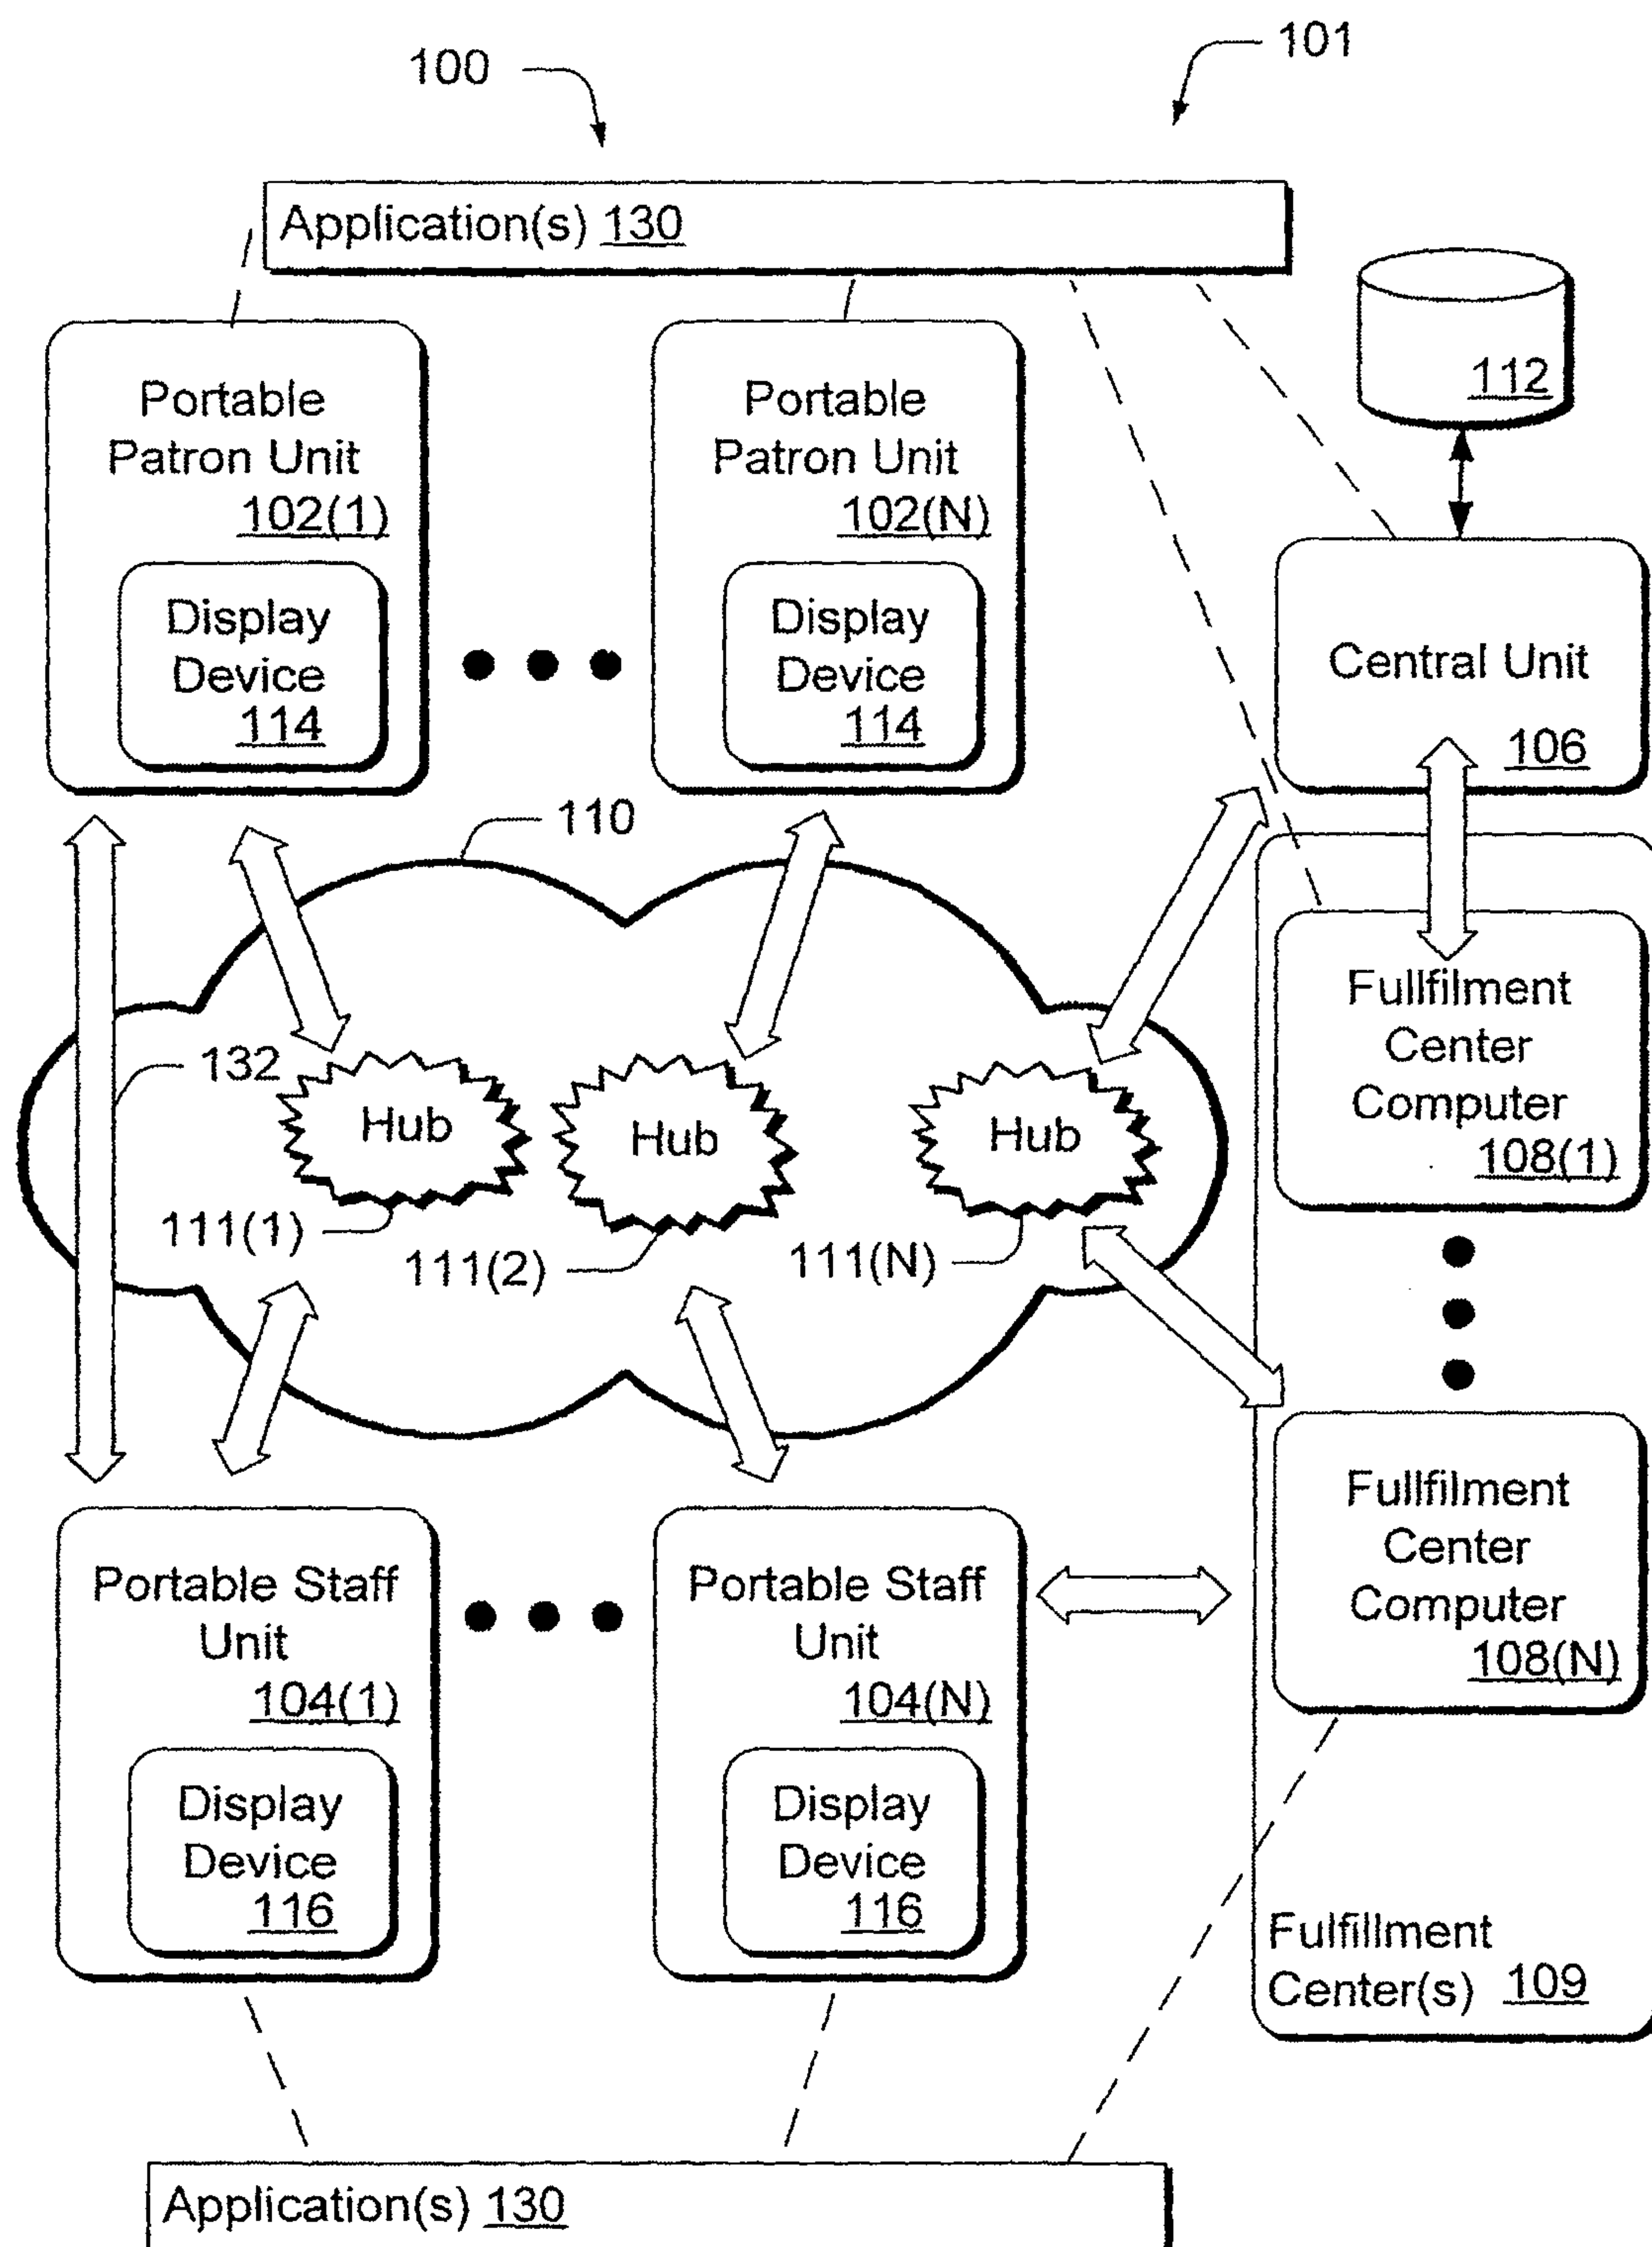 100
101
Application(s) 130
112
Portable
Patron Unit
102(1)
Display
Device
114
Portable
Patron Unit
102(N)
Display
Device
114
Central Unit
106
110
132
Hub
Hub
Hub
111(1)
111(2)
111(N)
Fullfilment
Center
Computer
108(1)
Fullfilment
Center
Computer
108(N)
Fulfillment
Center(s) 109
Portable Staff
Unit
104(1)
Display
Device
116
Portable Staff
Unit
104(N)
Display
Device
116
Application(s) 130